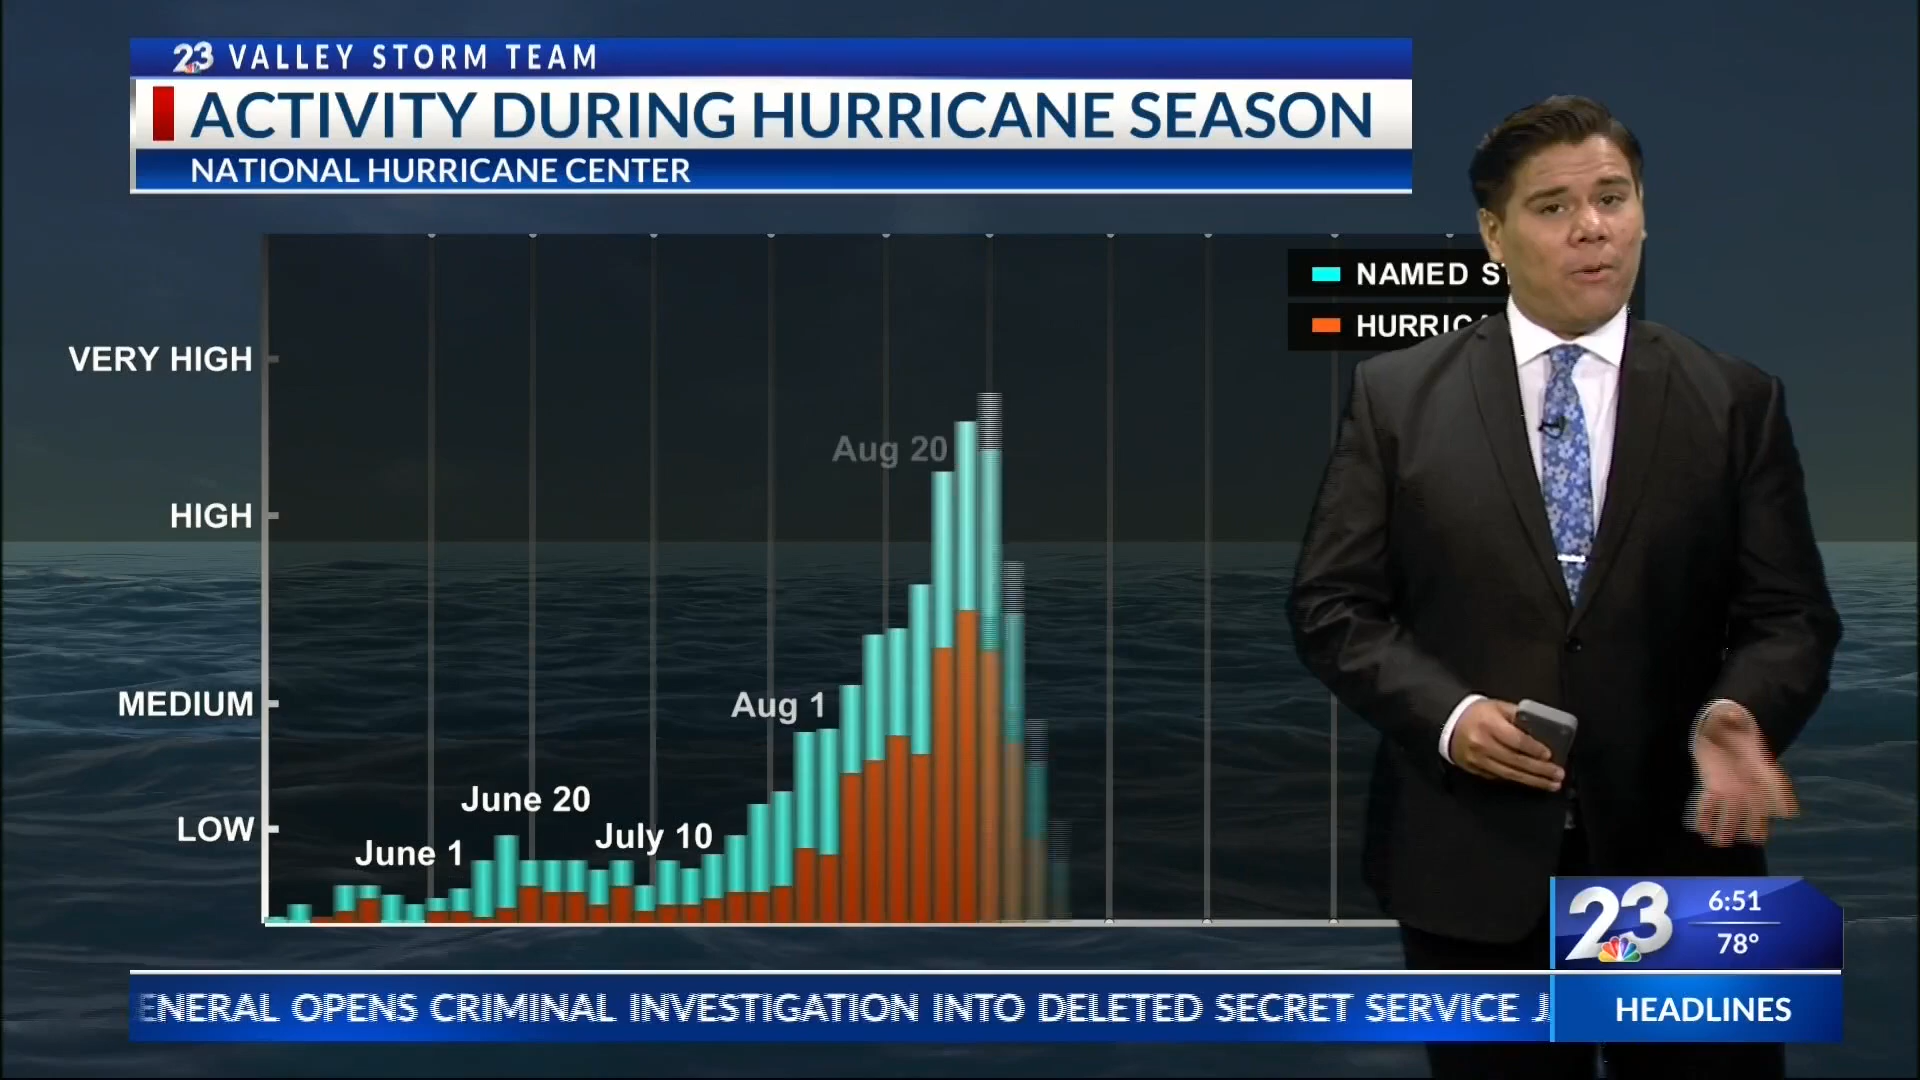 23 VALLEY STORM TEAM
ACTIVITY DURING HURRICANE SEASON
NATIONAL HURRICANE CENTER
NAMED
VERY HIGH
HIGH
MEDIUM
LOW
June 1
June 20
July 10
Aug 1
Aug 20
23
6:51
78°
OPENS CRIMINAL INVESTIGATION INTO DELETED SECRET SERVICE
HEADLINES